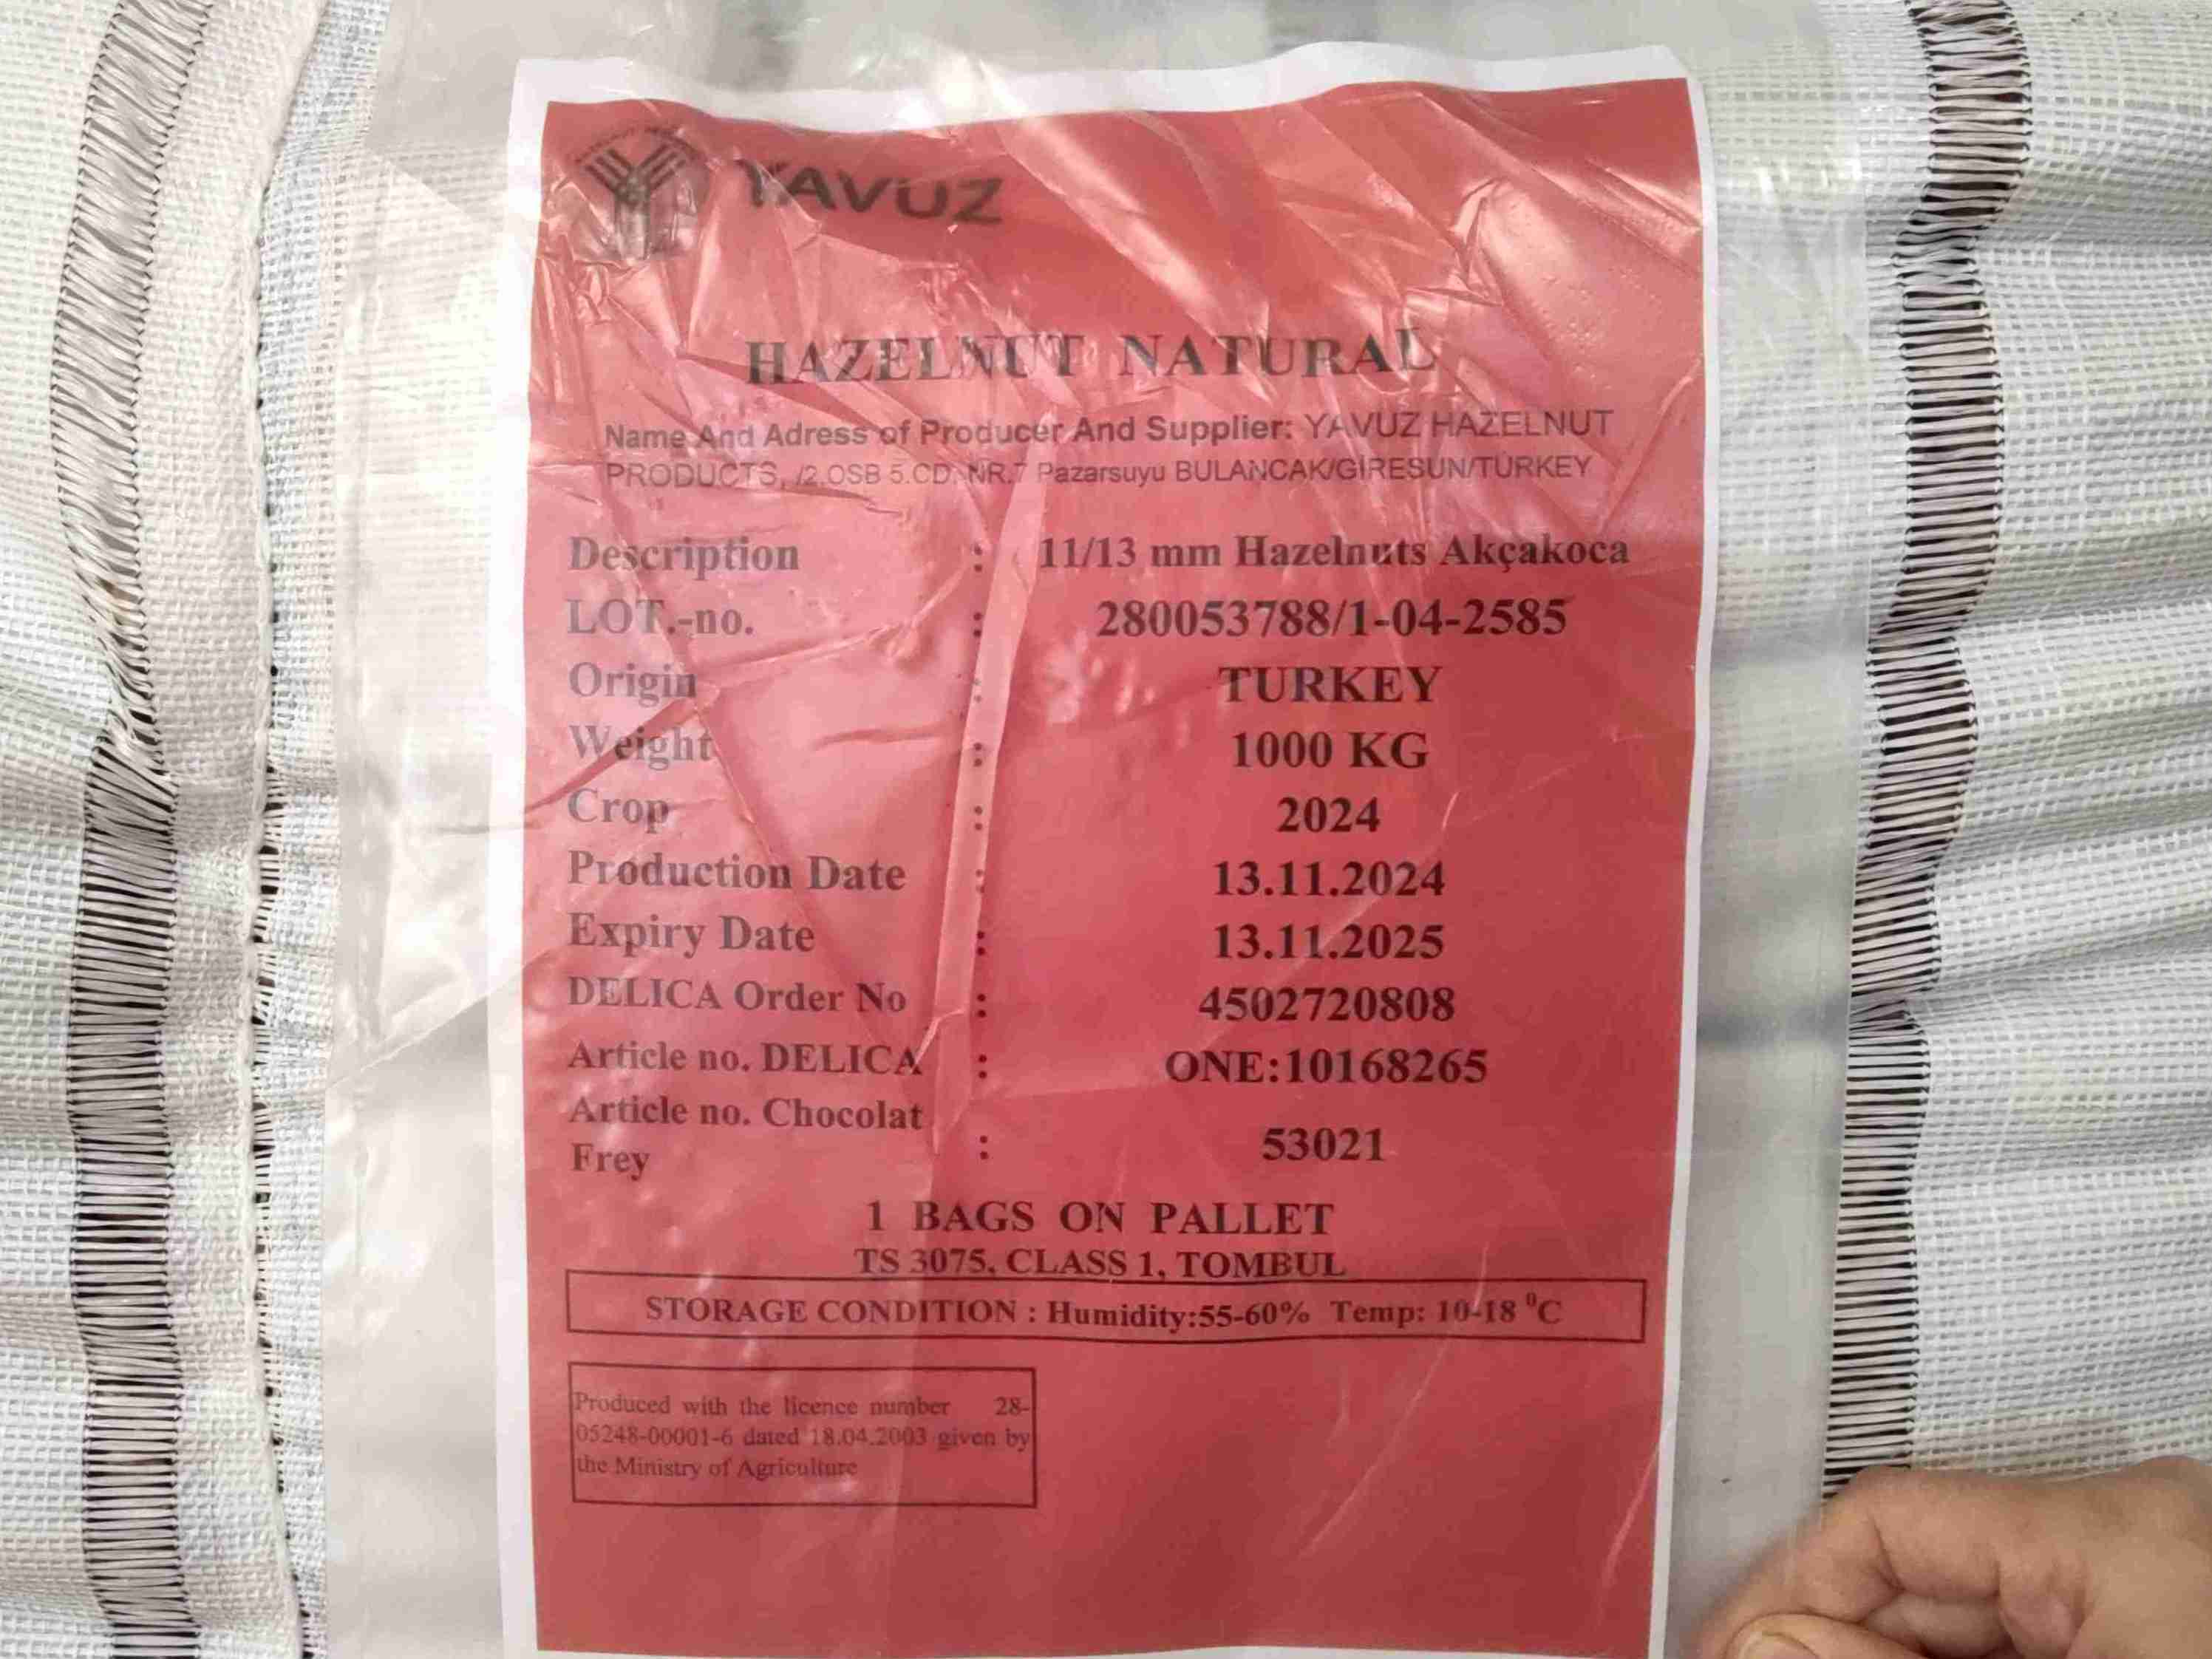 YAVUZ
HAZELNUT NATURAL
Name And Adress of Producer And Supplier: YAVUZ HAZELNUT
PRODUCTS, /2.OSB 5.CD. NR.7 Pazarsuyu BULANCAK/GİRESUN/TURKEY
Description : 11/13 mm Hazelnuts Akçakoca
LOT.-no. : 280053788/1-04-2585
Origin : TURKEY
Weight : 1000 KG
Crop : 2024
Production Date : 13.11.2024
Expiry Date : 13.11.2025
DELICA Order No : 4502720808
Article no. DELICA : ONE:10168265
Article no. Chocolat
Frey : 53021
1 BAGS ON PALLET
TS 3075, CLASS 1, TOMBUL
STORAGE CONDITION : Humidity:55-60% Temp: 10-18 ⁰C
Produced with the licence number 28-
05248-00001-6 dated 18.04.2003 given by
the Ministry of Agriculture